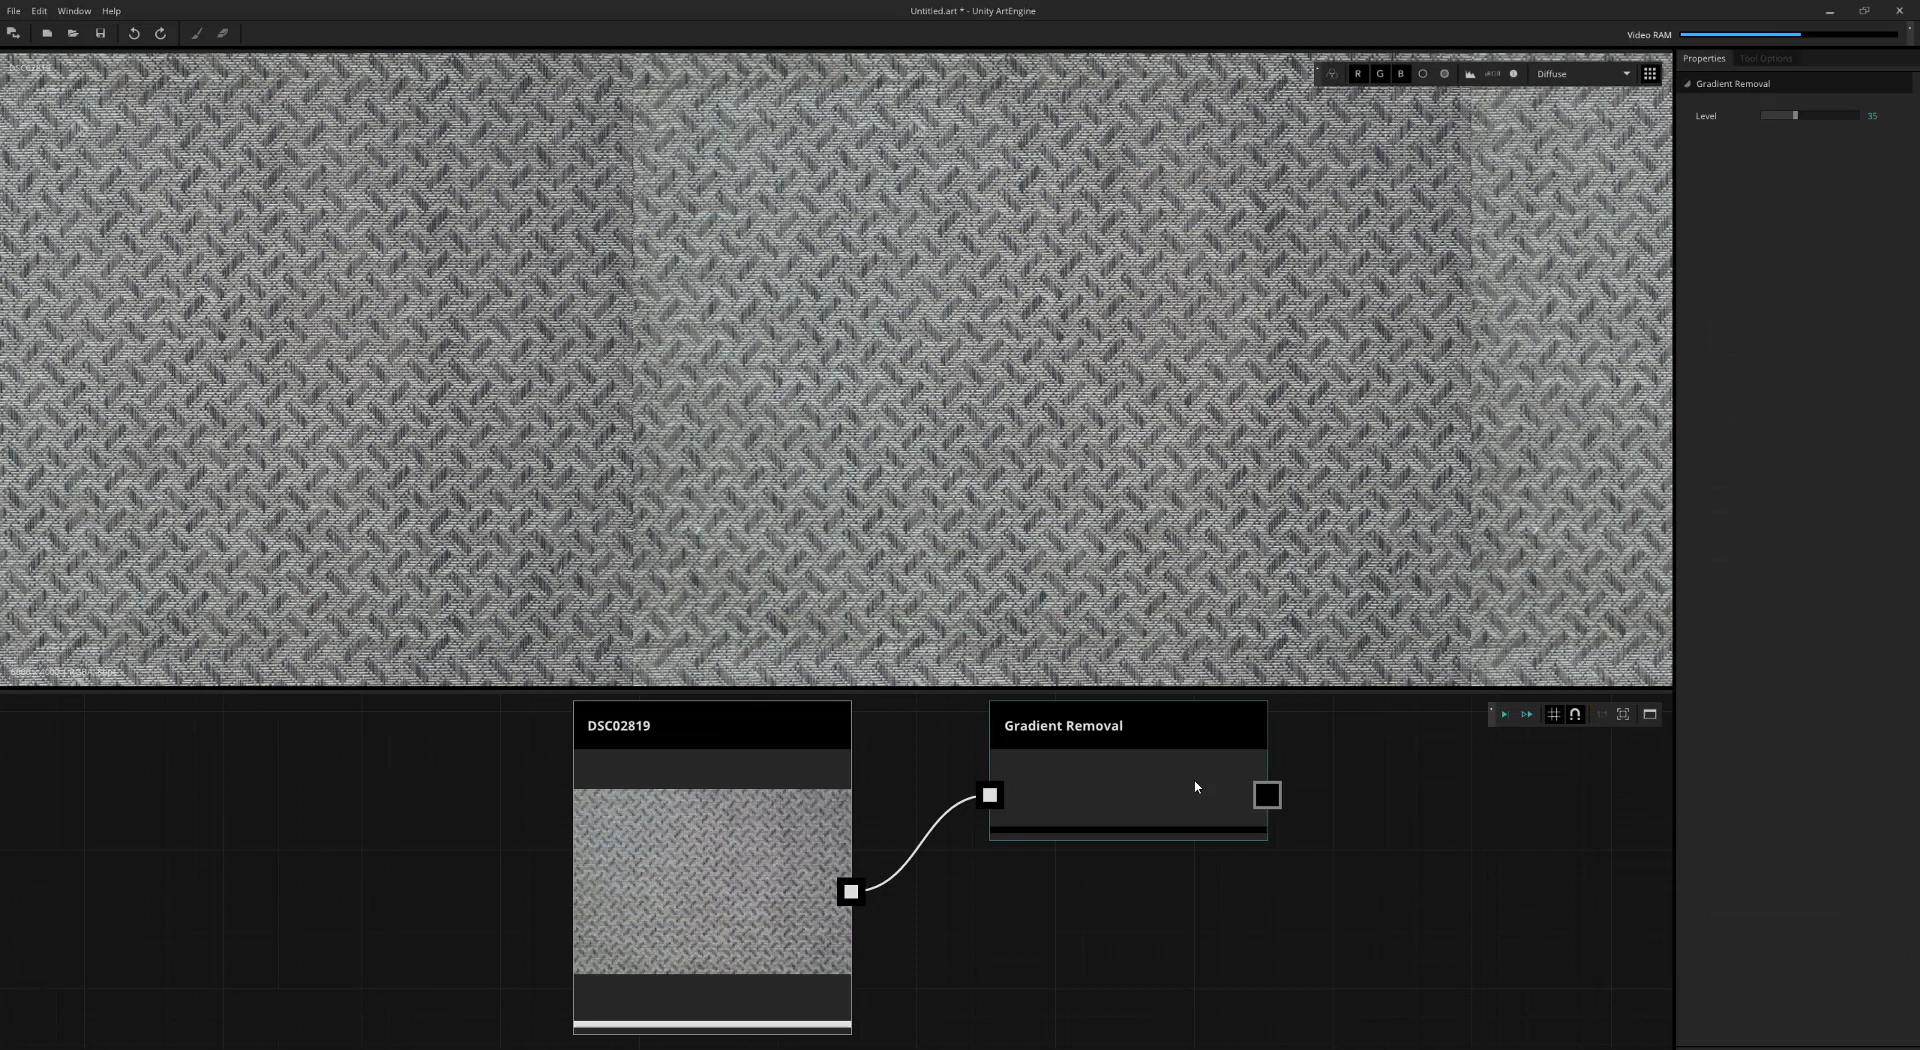 Untitled.art * - Unity ArtEngine
File Edit Window Help
Video RAM
DSC02819
R G B
Diffuse
Properties Tool Options
Gradient Removal
Level 35
DSC02819
Gradient Removal